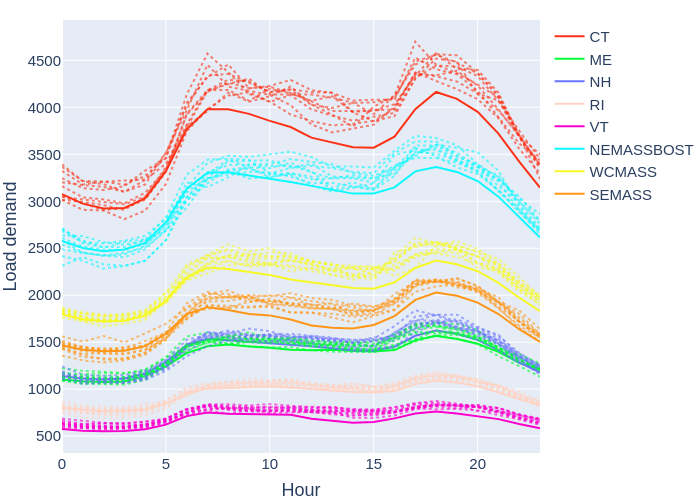 4500
4000
3500
3000
2500
2000
1500
1000
500
0
5
10
15
20
Load demand
Hour
CT
ME
NH
RI
VT
NEMASSBOST
WCMASS
SEMASS